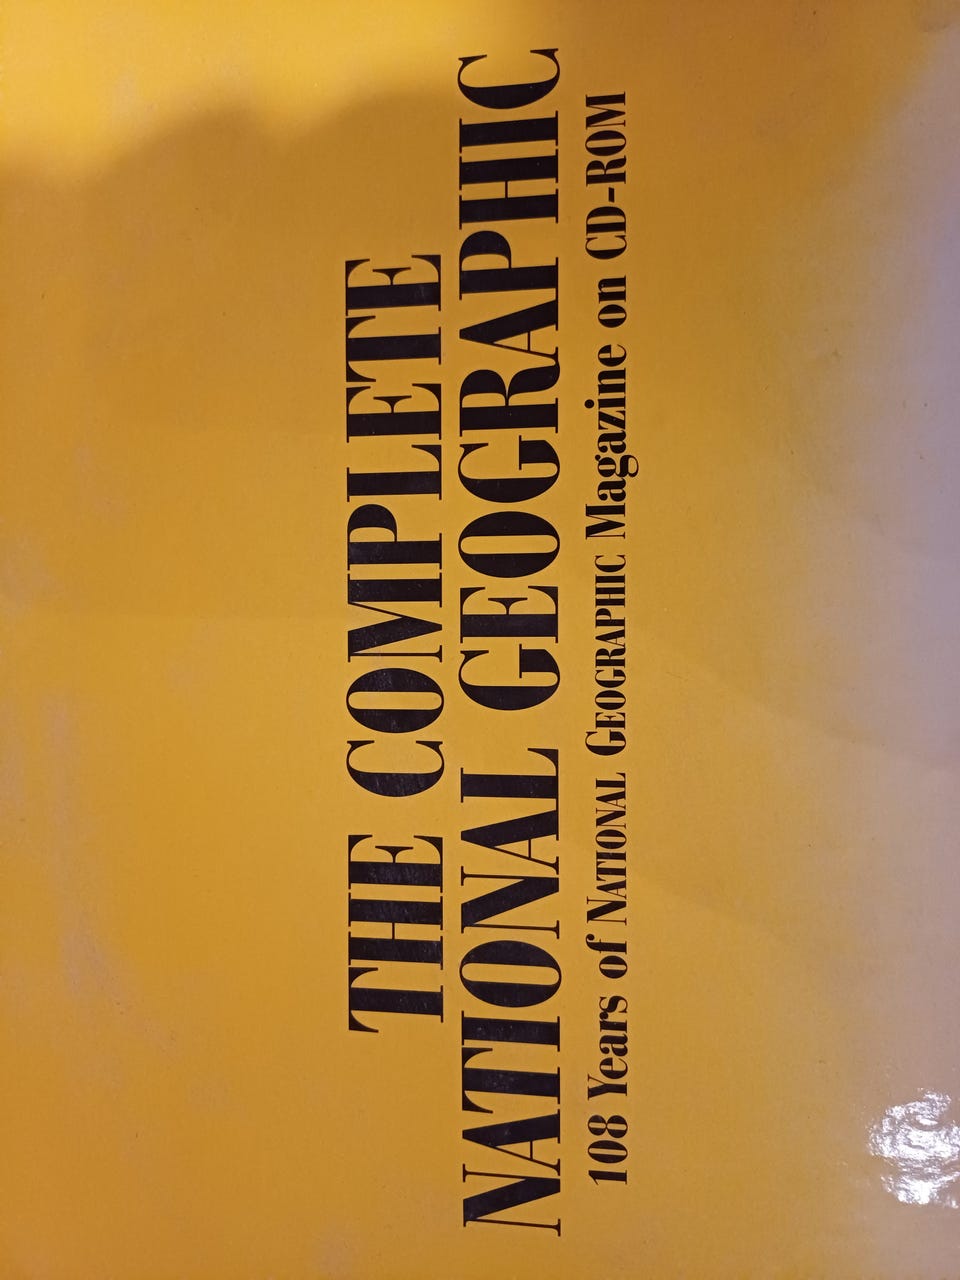 THE COMPLETE
NATIONAL GEOGRAPHIC
108 Years of NATIONAL GEOGRAPHIC Magazine on CD-ROM